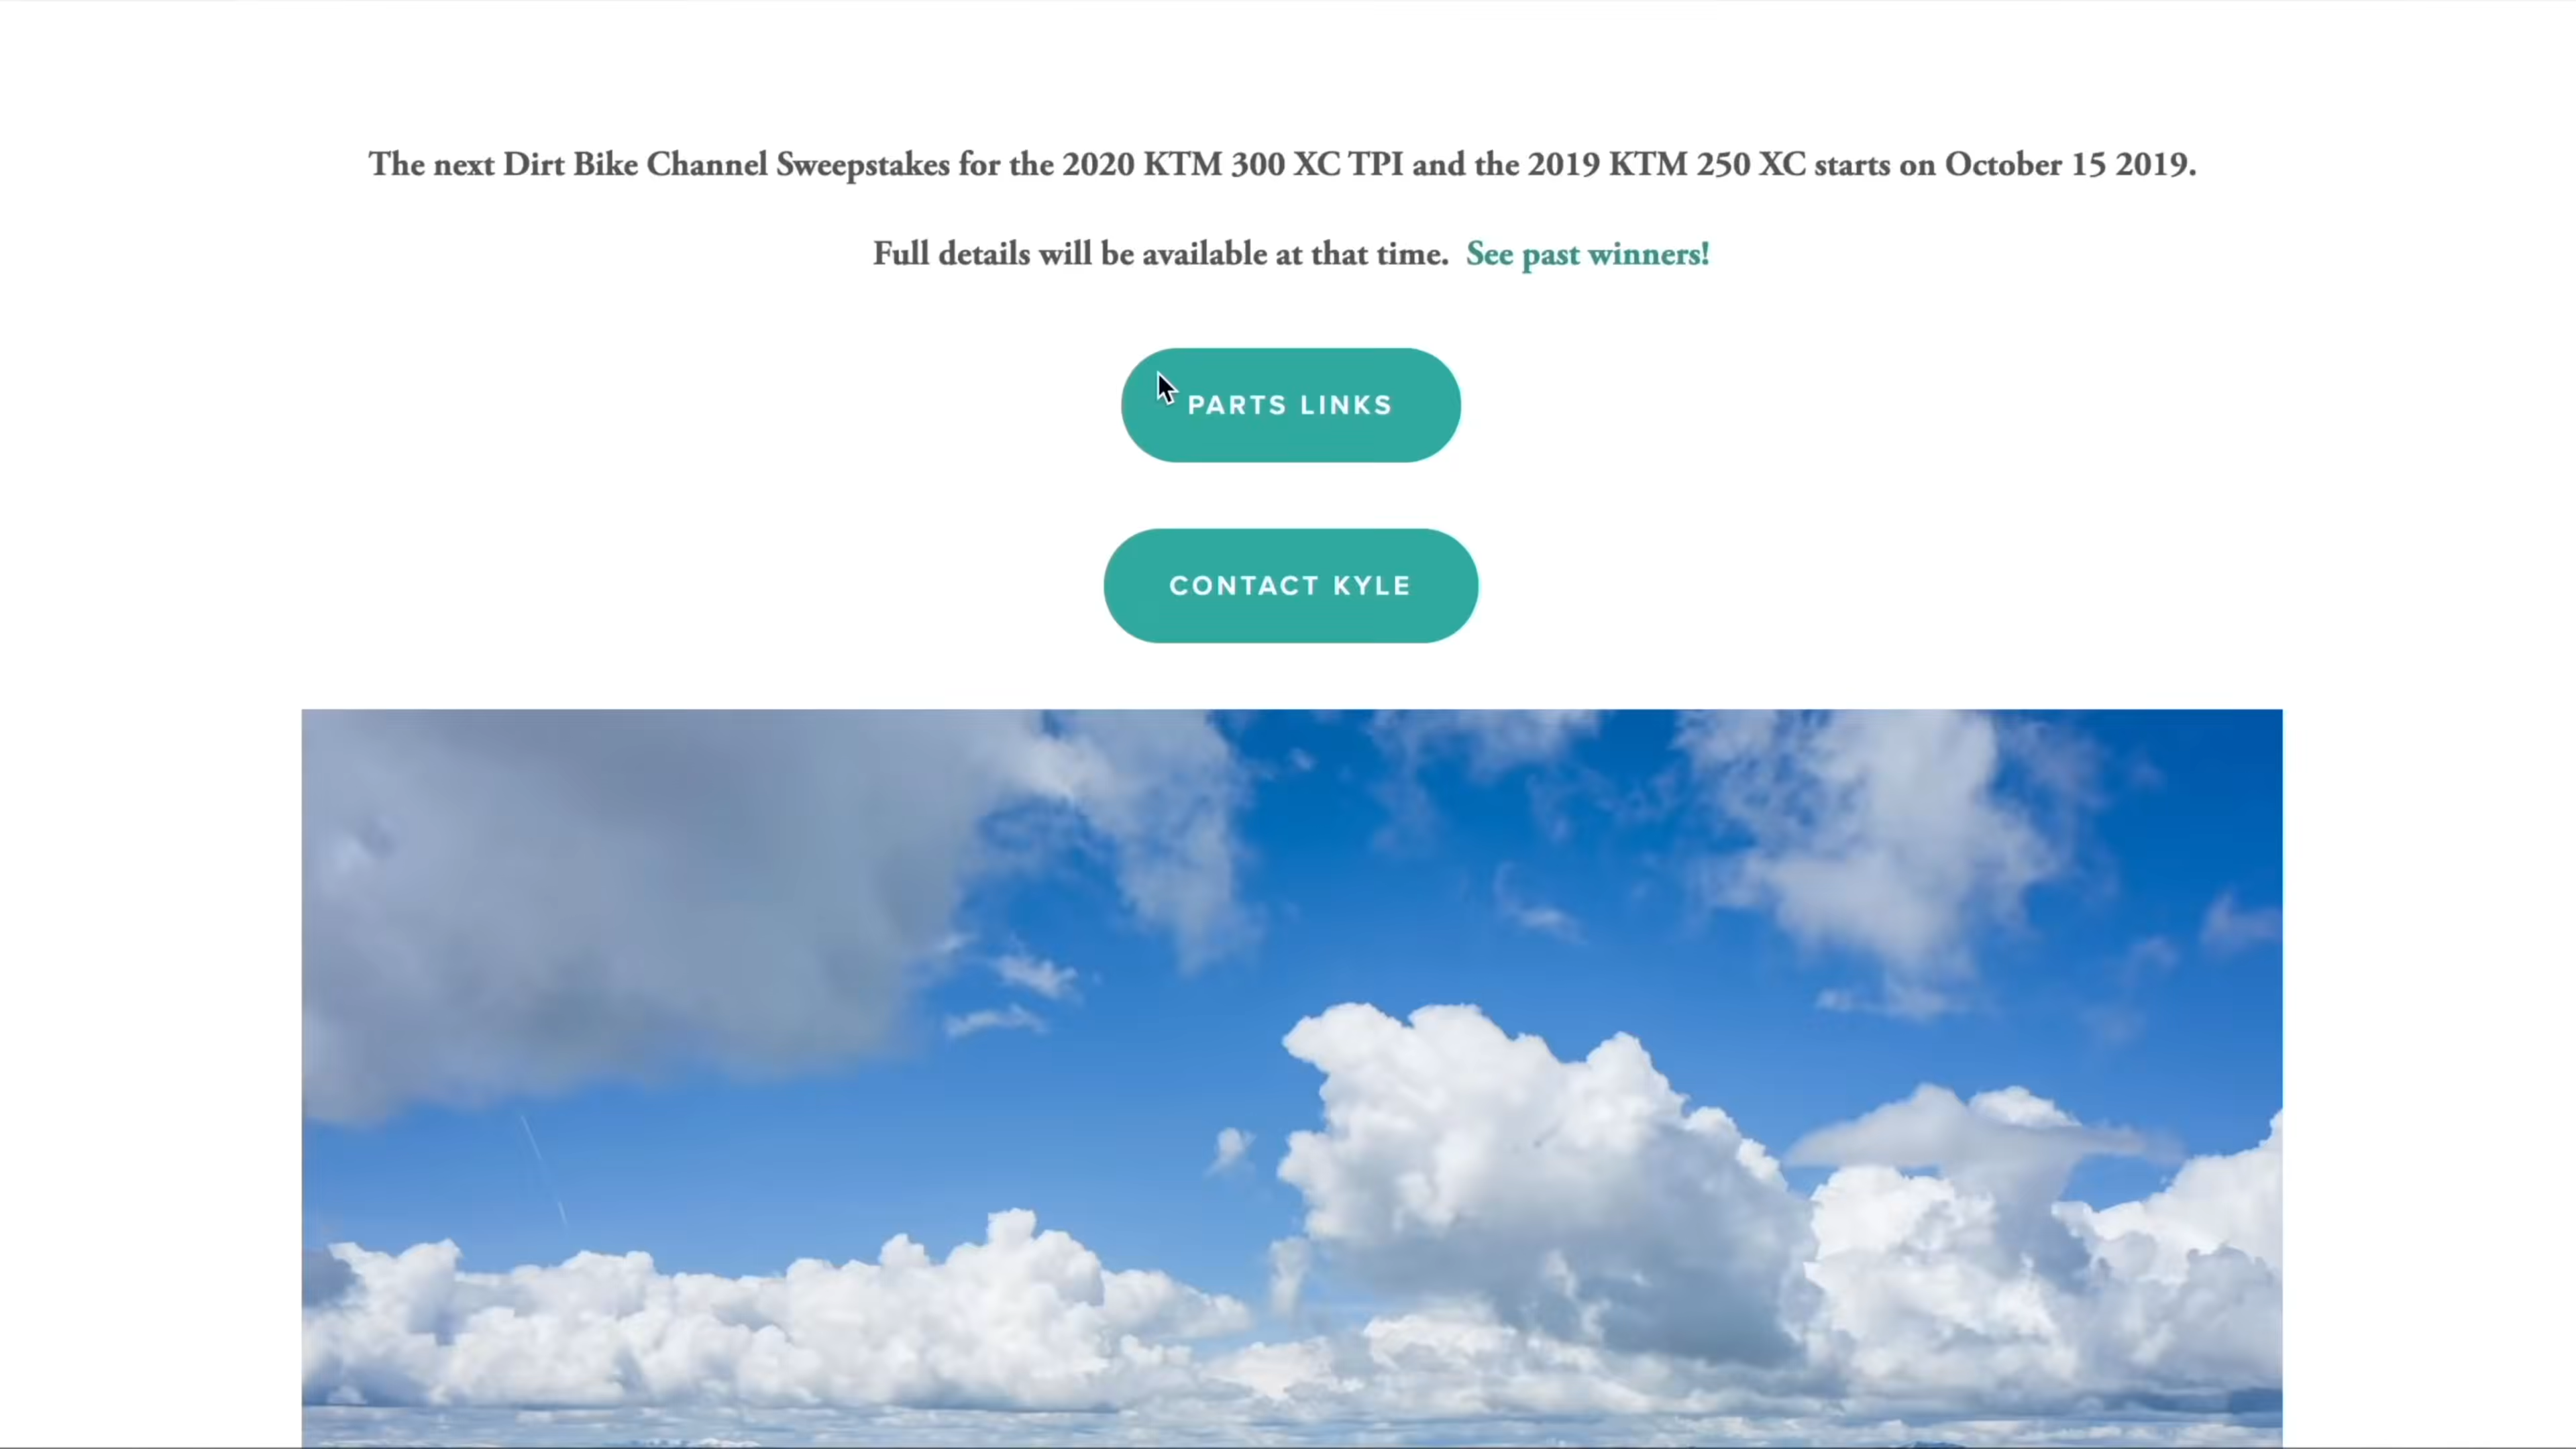 The next Dirt Bike Channel Sweepstakes for the 2020 KTM 300 XC TPI and the 2019 KTM 250 XC starts on October 15 2019.
Full details will be available at that time. See past winners!
PARTS LINKS
CONTACT KYLE